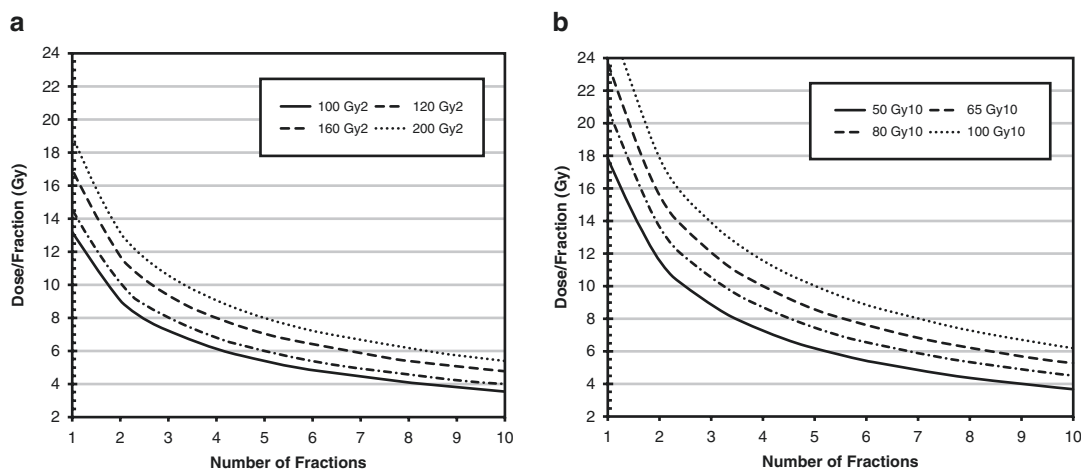 a
24
22
20
18
16
14
12
10
8
6
4
2
Dose/Fraction (Gy)
100 Gy2 120 Gy2
160 Gy2 200 Gy2
1 2 3 4 5 6 7 8 9 10
Number of Fractions
b
24
22
20
18
16
14
12
10
8
6
4
2
Dose/Fraction (Gy)
50 Gy10 65 Gy10
80 Gy10 100 Gy10
1 2 3 4 5 6 7 8 9 10
Number of Fractions